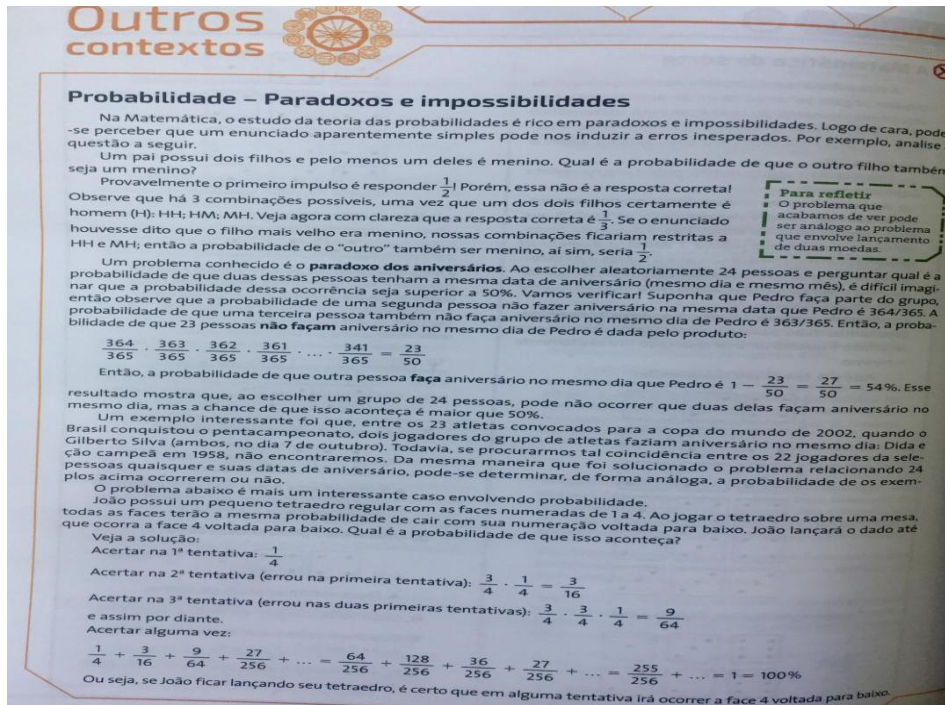 Outros
contextos
Probabilidade – Paradoxos e impossibilidades
Na Matemática, o estudo da teoria das probabilidades é rico em paradoxos e impossibilidades. Logo de cara, pode-
-se perceber que um enunciado aparentemente simples pode nos induzir a erros inesperados. Por exemplo, analise
questão a seguir.
Um pai possui dois filhos e pelo menos um deles é menino. Qual é a probabilidade de que o outro filho também
seja um menino?
Provavelmente o primeiro impulso é responder 1/2! Porém, essa não é a resposta correta!
Observe que há 3 combinações possíveis, uma vez que um dos dois filhos certamente é
homem (H): HH; HM; MH. Veja agora com clareza que a resposta correta é 1/3. Se o enunciado
houvesse dito que o filho mais velho era menino, nossas combinações ficariam restritas a
HH e MH; então a probabilidade de o "outro" também ser menino, aí sim, seria 1/2.
Para refletir
O problema que
acabamos de ver pode
ser análogo ao problema
que envolve lançamento
de duas moedas.
Um problema conhecido é o paradoxo dos aniversários. Ao escolher aleatoriamente 24 pessoas e perguntar qual é a
probabilidade de que duas dessas pessoas tenham a mesma data de aniversário (mesmo dia e mesmo mês), é difícil imagi-
nar que a probabilidade dessa ocorrência seja superior a 50%. Vamos verificar! Suponha que Pedro faça parte do grupo,
então observe que a probabilidade de uma segunda pessoa não fazer aniversário na mesma data que Pedro é 364/365. A
probabilidade de que uma terceira pessoa também não faça aniversário no mesmo dia de Pedro é 363/365. Então, a proba-
bilidade de que 23 pessoas não façam aniversário no mesmo dia de Pedro é dada pelo produto:
364/365 · 363/365 · 362/365 · 361/365 · ... · 341/365 = 23/50
Então, a probabilidade de que outra pessoa faça aniversário no mesmo dia que Pedro é 1 − 23/50 = 27/50 = 54%. Esse
resultado mostra que, ao escolher um grupo de 24 pessoas, pode não ocorrer que duas delas façam aniversário no
mesmo dia, mas a chance de que isso aconteça é maior que 50%.
Um exemplo interessante foi que, entre os 23 atletas convocados para a copa do mundo de 2002, quando o
Brasil conquistou o pentacampeonato, dois jogadores do grupo de atletas faziam aniversário no mesmo dia: Dida e
Gilberto Silva (ambos, no dia 7 de outubro). Todavia, se procurarmos tal coincidência entre os 22 jogadores da sele-
ção campeã em 1958, não encontraremos. Da mesma maneira que foi solucionado o problema relacionando 24
pessoas quaisquer e suas datas de aniversário, pode-se determinar, de forma análoga, a probabilidade de os exem-
plos acima ocorrerem ou não.
O problema abaixo é mais um interessante caso envolvendo probabilidade.
João possui um pequeno tetraedro regular com as faces numeradas de 1 a 4. Ao jogar o tetraedro sobre uma mesa,
todas as faces terão a mesma probabilidade de cair com sua numeração voltada para baixo. João lançará o dado até
que ocorra a face 4 voltada para baixo. Qual é a probabilidade de que isso aconteça?
Veja a solução:
Acertar na 1ª tentativa: 1/4
Acertar na 2ª tentativa (errou na primeira tentativa): 3/4 · 1/4 = 3/16
Acertar na 3ª tentativa (errou nas duas primeiras tentativas): 3/4 · 3/4 · 1/4 = 9/64
e assim por diante.
Acertar alguma vez:
1/4 + 3/16 + 9/64 + 27/256 + ... = 64/256 + 128/256 + 36/256 + 27/256 + ... = 255/256 + ... = 1 = 100%
Ou seja, se João ficar lançando seu tetraedro, é certo que em alguma tentativa irá ocorrer a face 4 voltada para baixo.